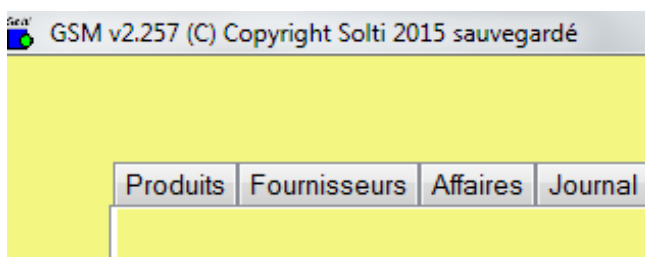 GSM v2.257 (C) Copyright Solti 2015 sauvegardé
Produits Fournisseurs Affaires Journal